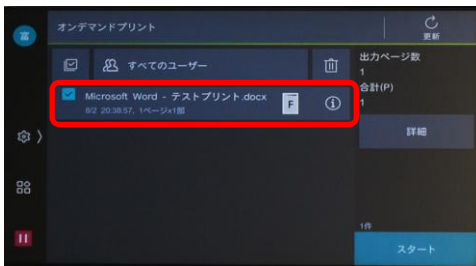 富
オンデマンドプリント
更新
すべてのユーザー
Microsoft Word - テストプリント.docx
6/2 20:38:57, 1ページ×1部
F
出力ページ数
1
合計(P)
1
詳細
1件
スタート